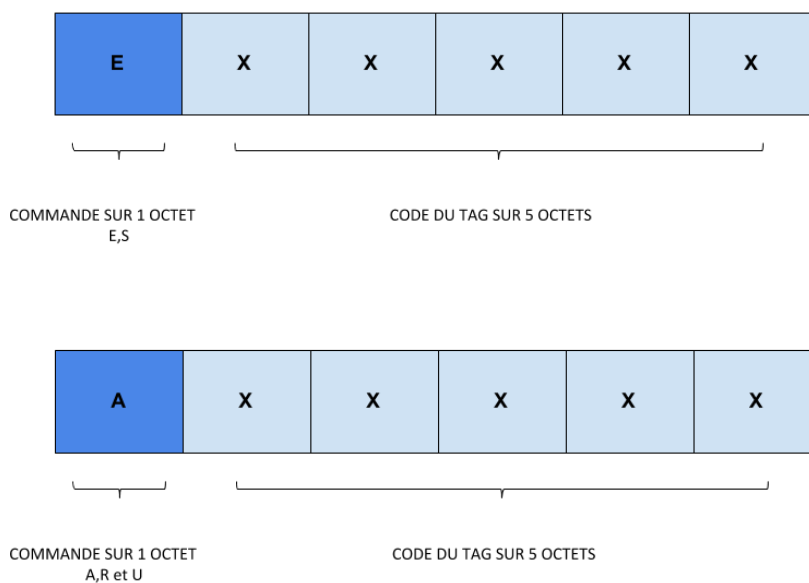 E X X X X X
COMMANDE SUR 1 OCTET
E,S
CODE DU TAG SUR 5 OCTETS
A X X X X X
COMMANDE SUR 1 OCTET
A,R et U
CODE DU TAG SUR 5 OCTETS